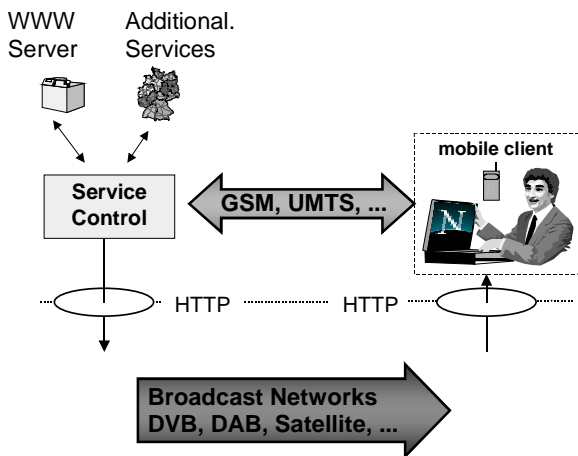 WWW
Server
Additional.
Services
mobile client
Service
Control
GSM, UMTS, ...
N
HTTP
HTTP
Broadcast Networks
DVB, DAB, Satellite, ...